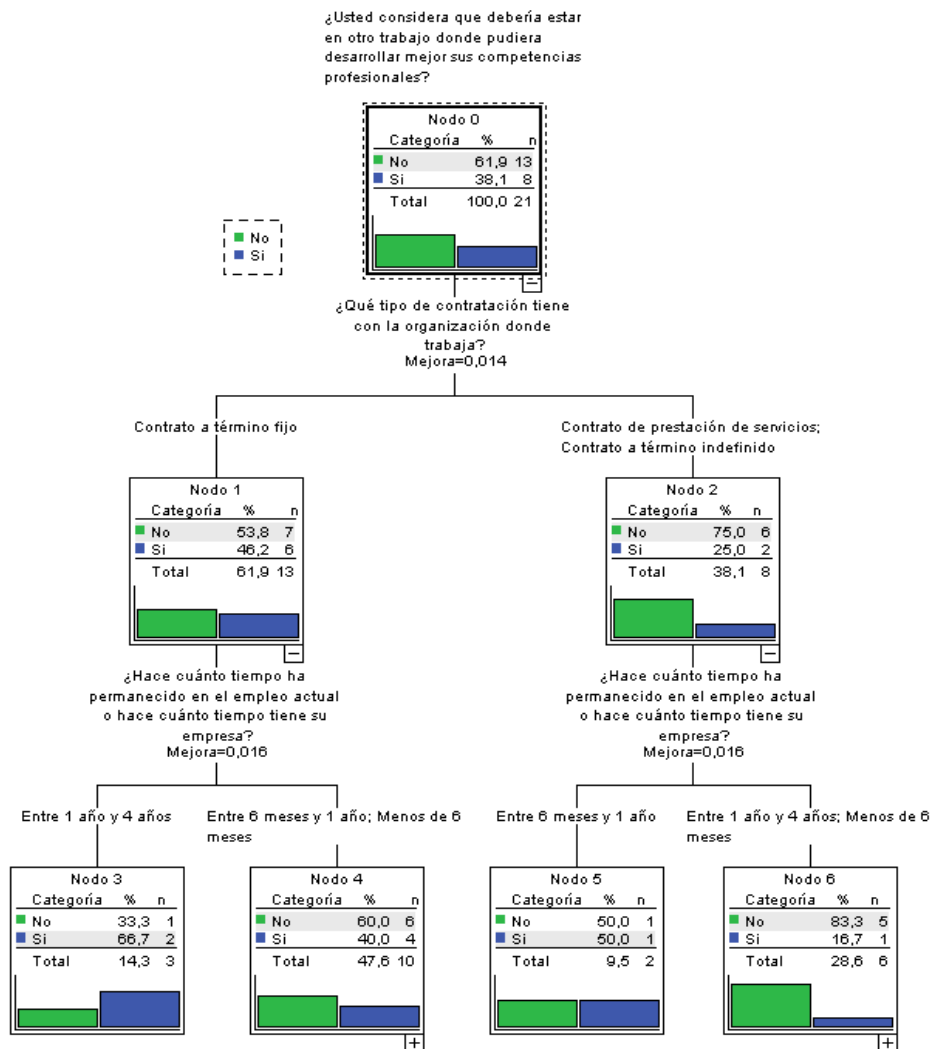 ¿Usted considera que debería estar
en otro trabajo donde pudiera
desarrollar mejor sus competencias
profesionales?
Nodo 0
Categoría % n
No 61,9 13
Si 38,1 8
Total 100,0 21
No
Si
¿Qué tipo de contratación tiene
con la organización donde
trabaja?
Mejora=0,014
Contrato a término fijo
Contrato de prestación de servicios;
Contrato a término indefinido
Nodo 1
Categoría % n
No 53,8 7
Si 46,2 6
Total 61,9 13
Nodo 2
Categoría % n
No 75,0 6
Si 25,0 2
Total 38,1 8
¿Hace cuánto tiempo ha
permanecido en el empleo actual
o hace cuánto tiempo tiene su
empresa?
Mejora=0,016
¿Hace cuánto tiempo ha
permanecido en el empleo actual
o hace cuánto tiempo tiene su
empresa?
Mejora=0,016
Entre 1 año y 4 años
Entre 6 meses y 1 año; Menos de 6
meses
Entre 6 meses y 1 año
Entre 1 año y 4 años; Menos de 6
meses
Nodo 3
Categoría % n
No 33,3 1
Si 66,7 2
Total 14,3 3
Nodo 4
Categoría % n
No 60,0 6
Si 40,0 4
Total 47,6 10
Nodo 5
Categoría % n
No 50,0 1
Si 50,0 1
Total 9,5 2
Nodo 6
Categoría % n
No 83,3 5
Si 16,7 1
Total 28,6 6